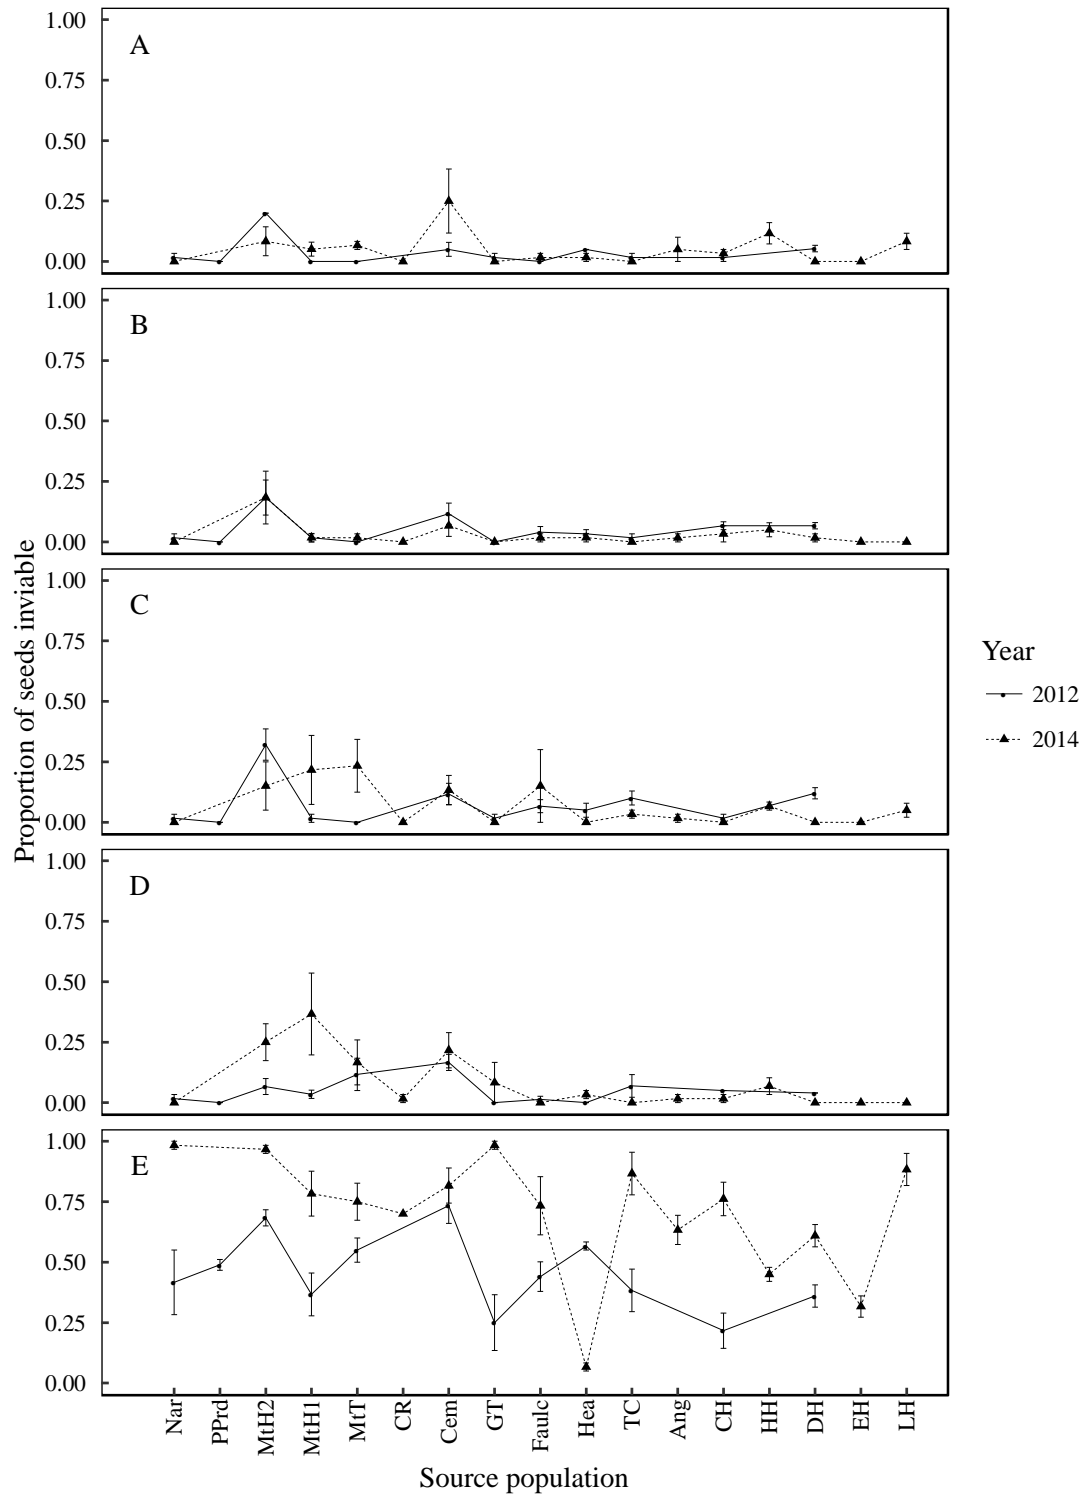 A
1.00
0.75
0.50
0.25
0.00
B
1.00
0.75
0.50
0.25
0.00
C
1.00
0.75
0.50
0.25
0.00
D
1.00
0.75
0.50
0.25
0.00
E
1.00
0.75
0.50
0.25
0.00
Proportion of seeds inviable
Nar
PPrd
MtH2
MtH1
MtT
CR
Cem
GT
Faulc
Hea
TC
Ang
CH
HH
DH
EH
LH
Source population
Year
2012
2014